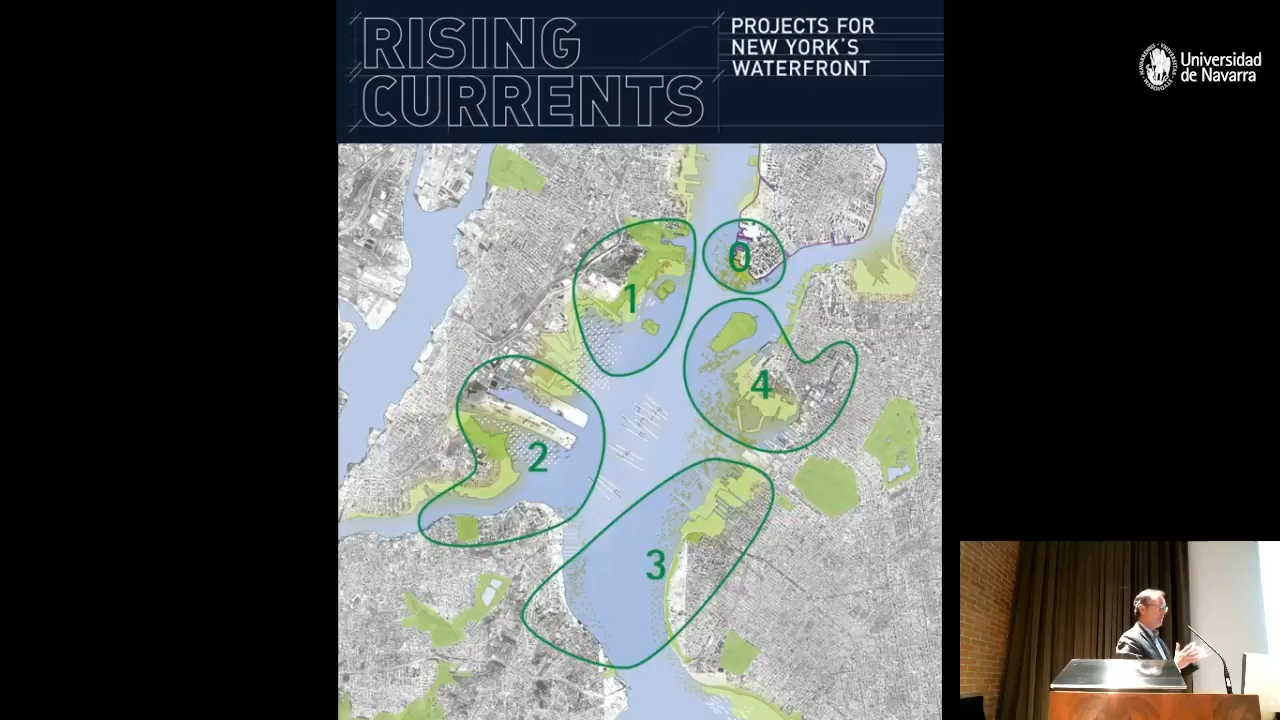 RISING
CURRENTS
PROJECTS FOR
NEW YORK'S
WATERFRONT
Universidad
de Navarra
0
1
4
2
3